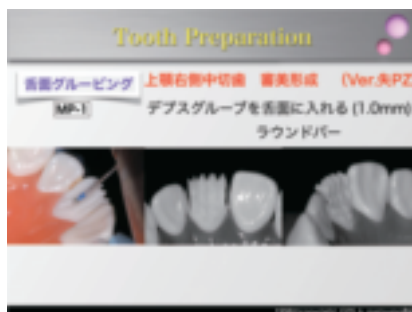 Tooth Preparation
舌面グルービング
上顎右側中切歯 審美形成 (Ver.失PZ
MP-1
デプスグルーブを舌面に入れる (1.0mm)
ラウンドバー